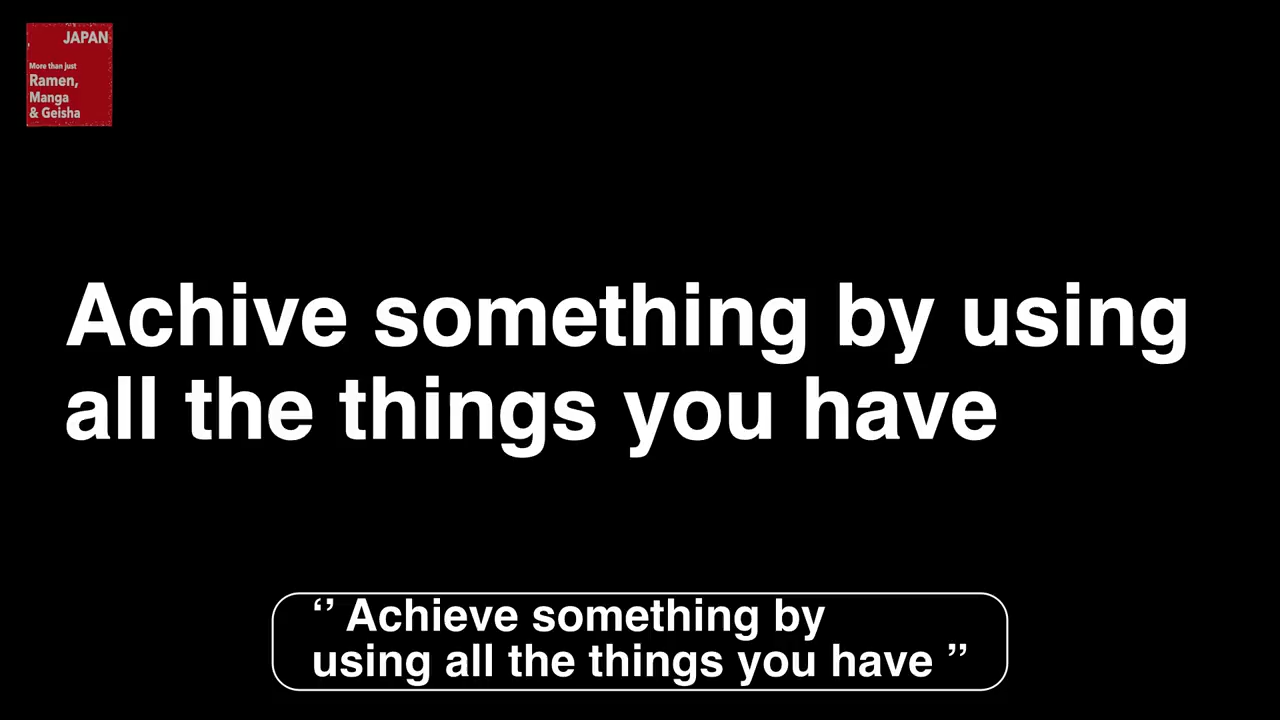 JAPAN
More than just
Ramen,
Manga
& Geisha
Achive something by using
all the things you have
‘’ Achieve something by
using all the things you have ’’